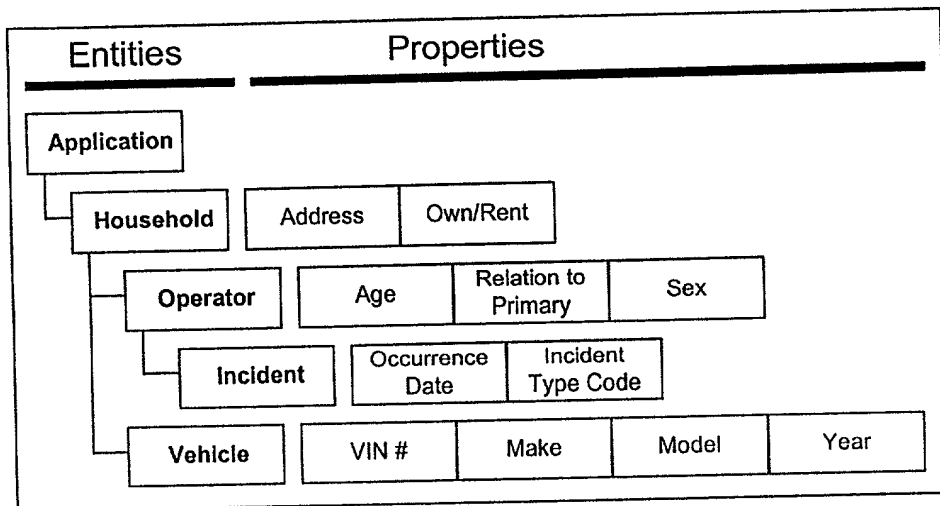 Entities Properties
Application
Household Address Own/Rent
Operator Age Relation to Primary Sex
Incident Occurrence Date Incident Type Code
Vehicle VIN # Make Model Year